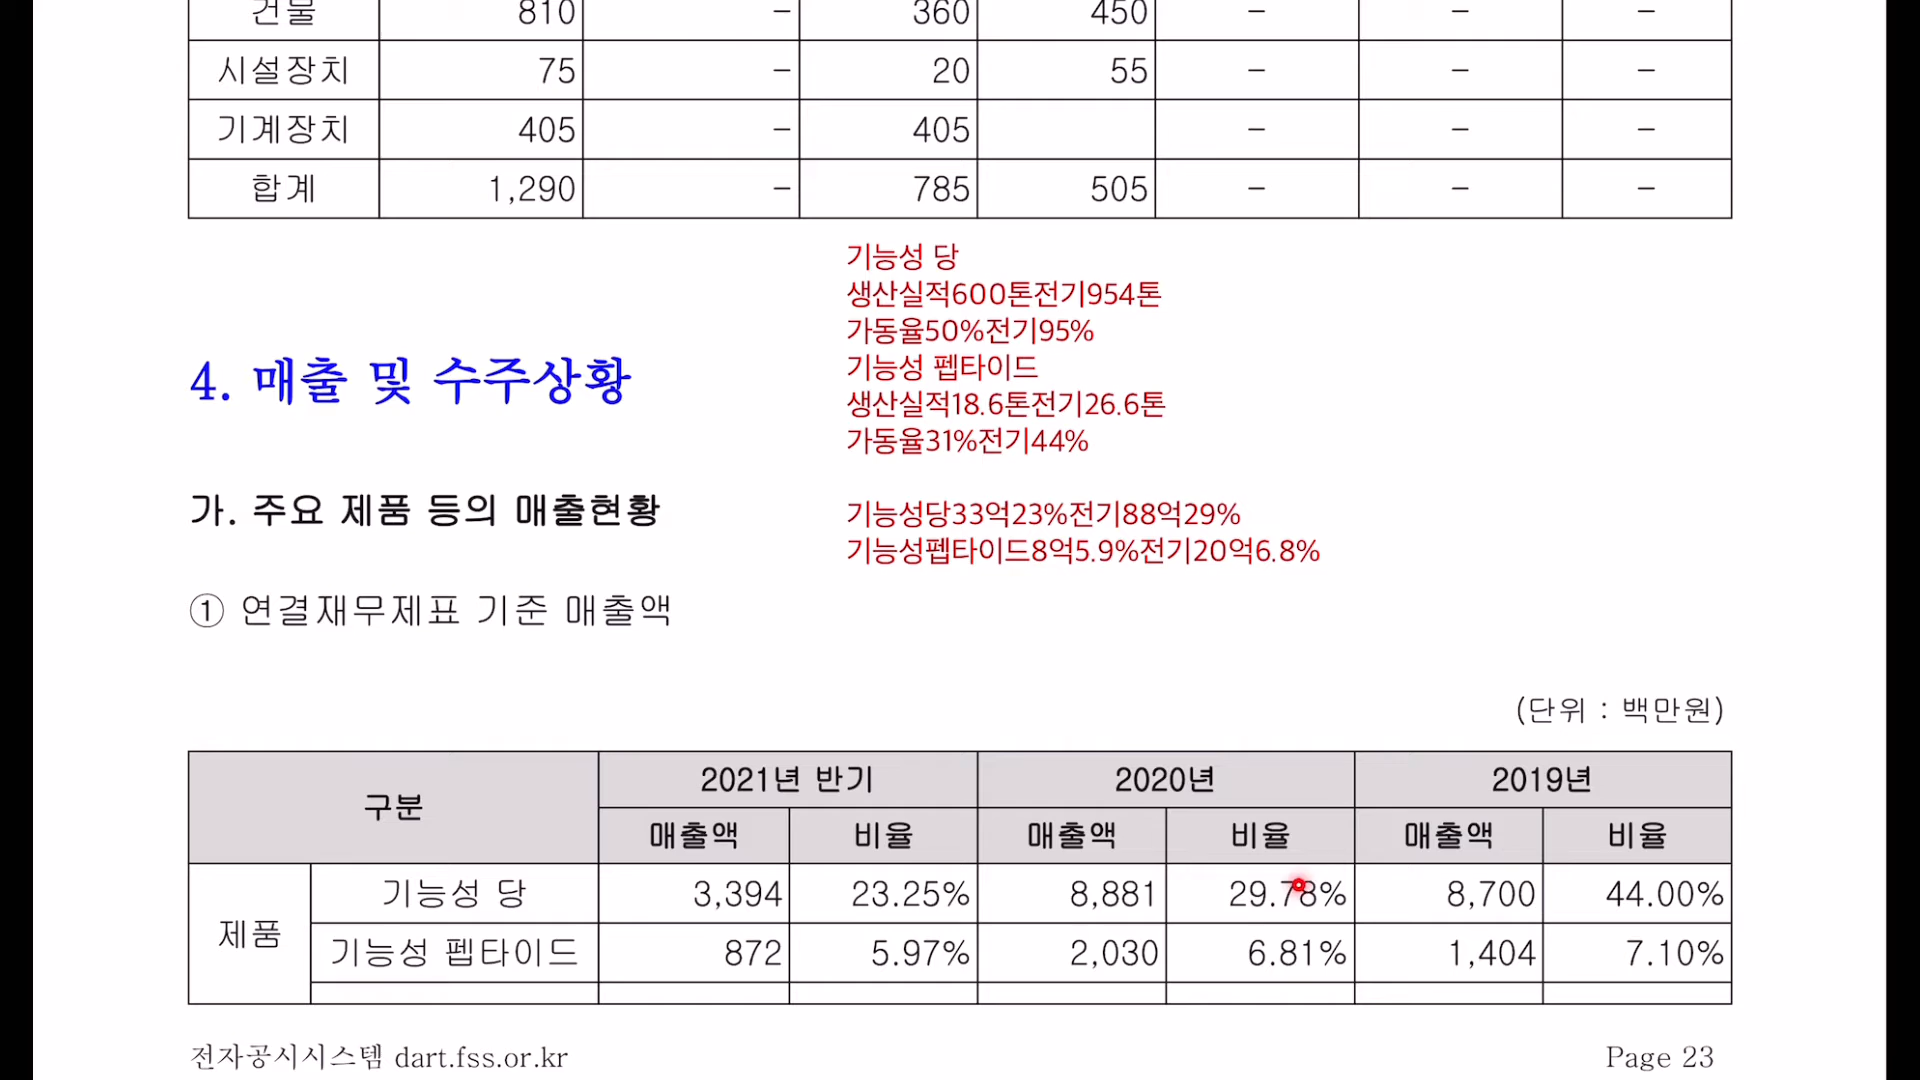 건물 810 – 360 450 – – –
시설장치 75 – 20 55 – – –
기계장치 405 – 405 – – –
합계 1,290 – 785 505 – – –
기능성 당
생산실적600톤전기954톤
가동율50%전기95%
기능성 펩타이드
생산실적18.6톤전기26.6톤
가동율31%전기44%
4. 매출 및 수주상황
가. 주요 제품 등의 매출현황
기능성당33억23%전기88억29%
기능성펩타이드8억5.9%전기20억6.8%
① 연결재무제표 기준 매출액
(단위 : 백만원)
구분 2021년 반기 2020년 2019년
매출액 비율 매출액 비율 매출액 비율
제품 기능성 당 3,394 23.25% 8,881 29.78% 8,700 44.00%
기능성 펩타이드 872 5.97% 2,030 6.81% 1,404 7.10%
전자공시시스템 dart.fss.or.kr Page 23